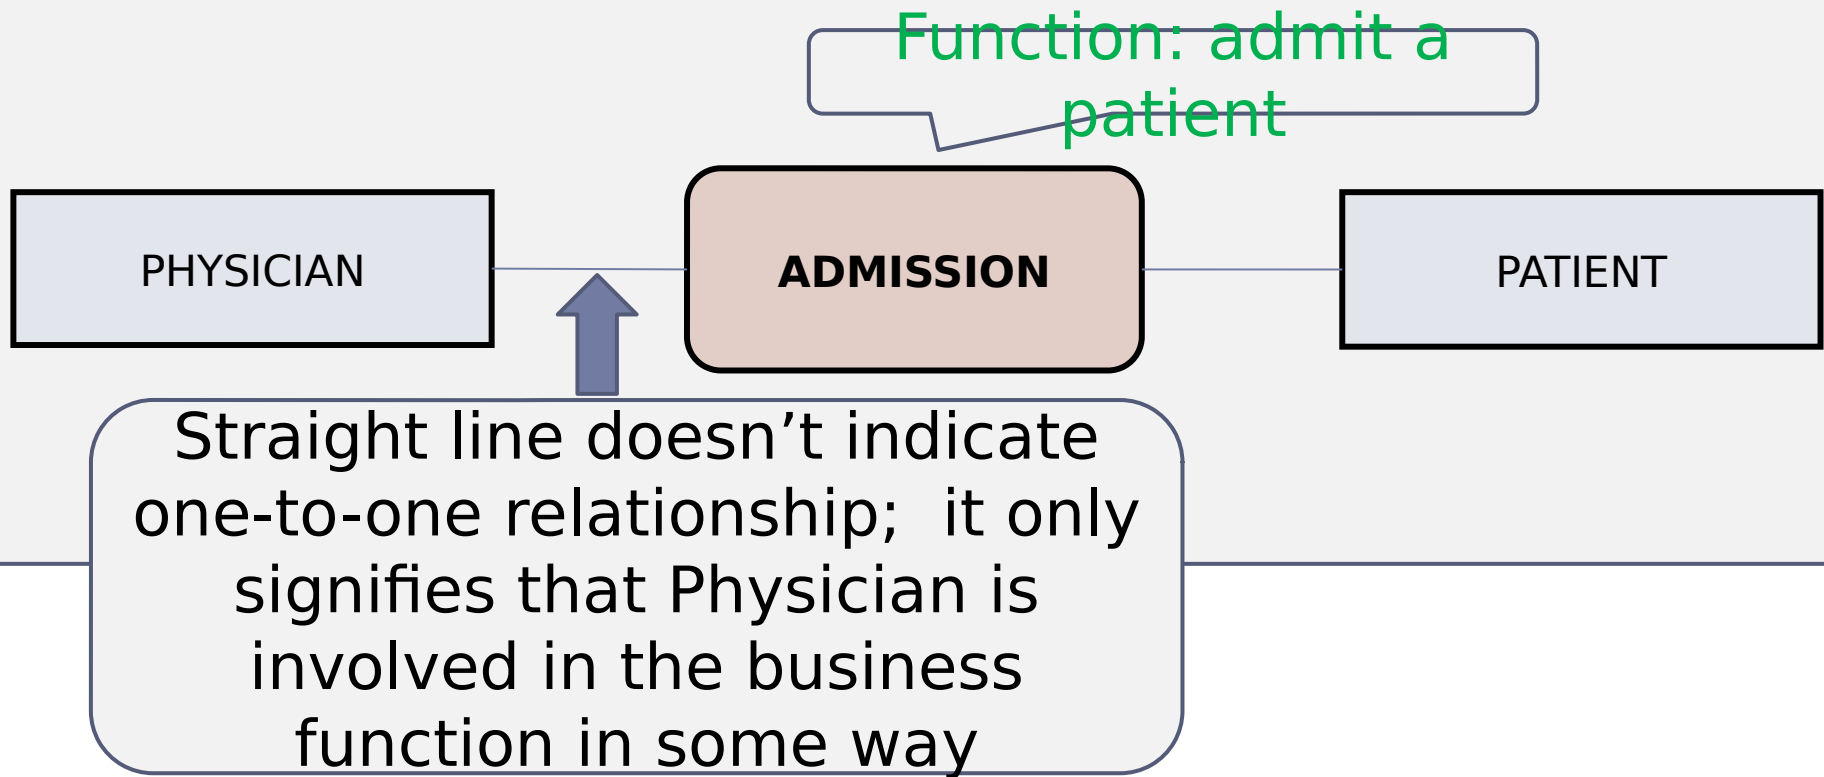 Function: admit a
patient
PHYSICIAN
ADMISSION
PATIENT
Straight line doesn’t indicate
one-to-one relationship;  it only
signifies that Physician is
involved in the business
function in some way